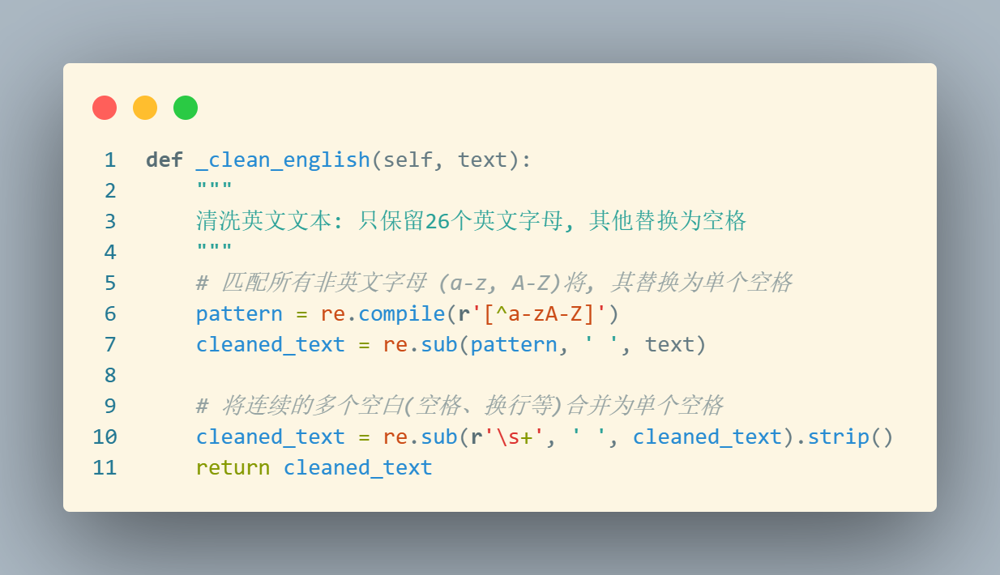 1 def _clean_english(self, text):
2 """
3 清洗英文文本: 只保留26个英文字母, 其他替换为空格
4 """
5 # 匹配所有非英文字母 (a-z, A-Z)将, 其替换为单个空格
6 pattern = re.compile(r'[^a-zA-Z]')
7 cleaned_text = re.sub(pattern, ' ', text)
8
9 # 将连续的多个空白(空格、换行等)合并为单个空格
10 cleaned_text = re.sub(r'\s+', ' ', cleaned_text).strip()
11 return cleaned_text